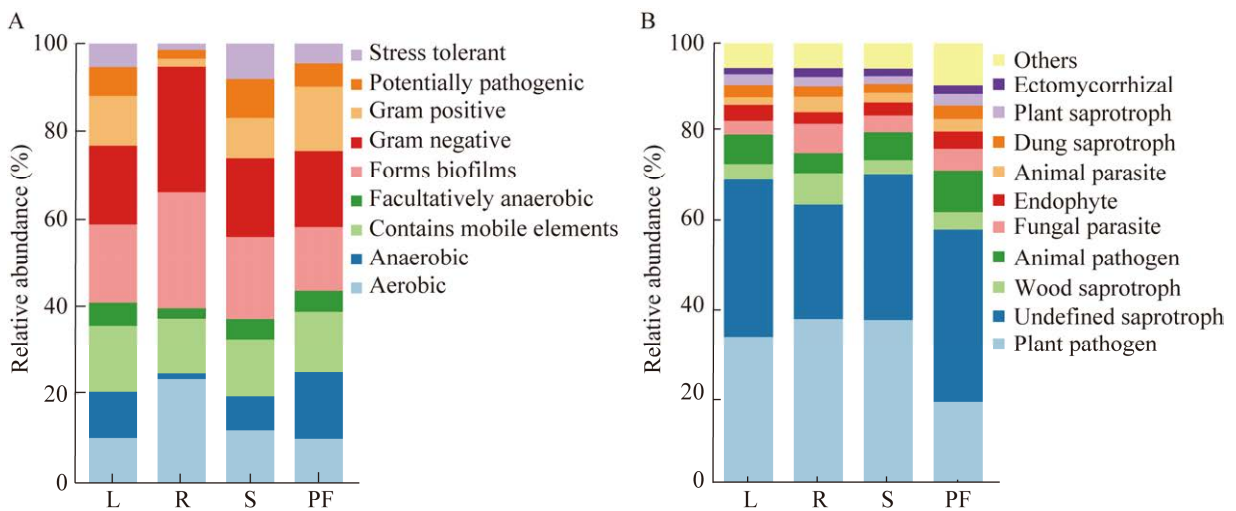 A
Relative abundance (%)
100
80
60
40
20
0
L R S PF
Stress tolerant
Potentially pathogenic
Gram positive
Gram negative
Forms biofilms
Facultatively anaerobic
Contains mobile elements
Anaerobic
Aerobic
B
Relative abundance (%)
100
80
60
40
20
0
L R S PF
Others
Ectomycorrhizal
Plant saprotroph
Dung saprotroph
Animal parasite
Endophyte
Fungal parasite
Animal pathogen
Wood saprotroph
Undefined saprotroph
Plant pathogen